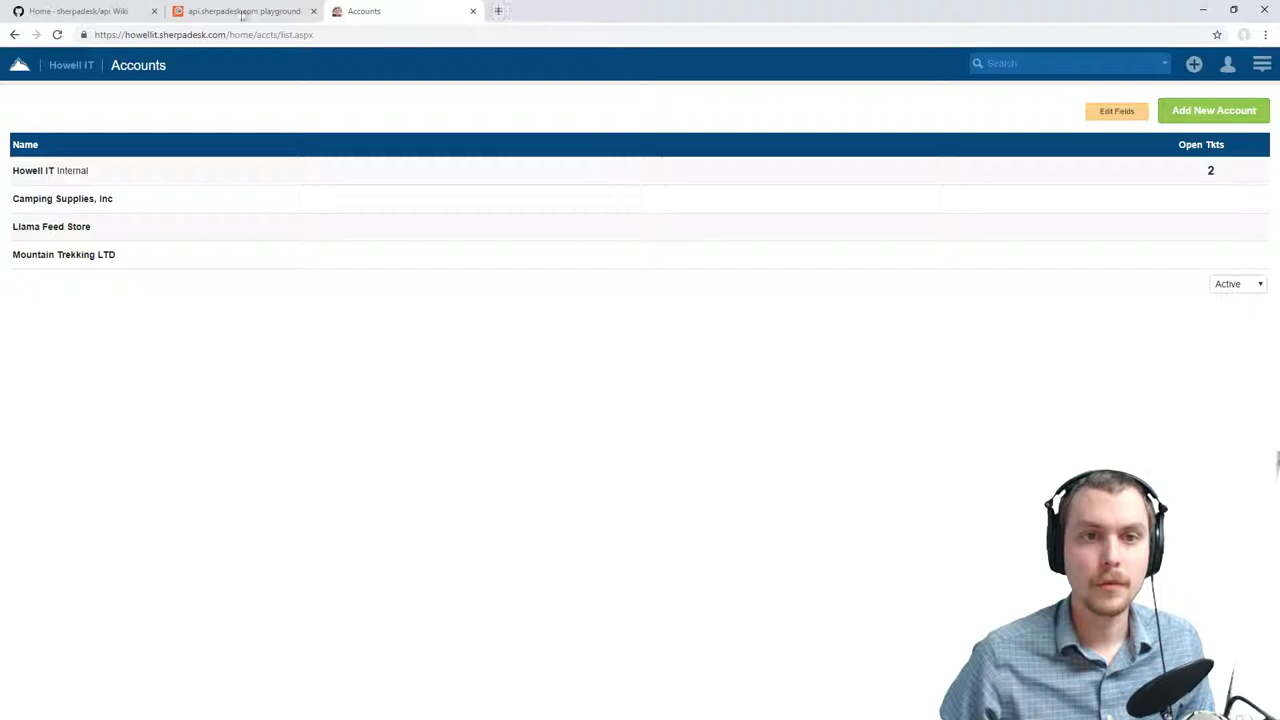 Home - sherpadesk/api Wiki
api.sherpadesk.com playground
Accounts
https://howellit.sherpadesk.com/home/accts/list.aspx
Howell IT
Accounts
Search
Edit Fields
Add New Account
Name
Open Tkts
Howell IT Internal
2
Camping Supplies, Inc
Llama Feed Store
Mountain Trekking LTD
Active